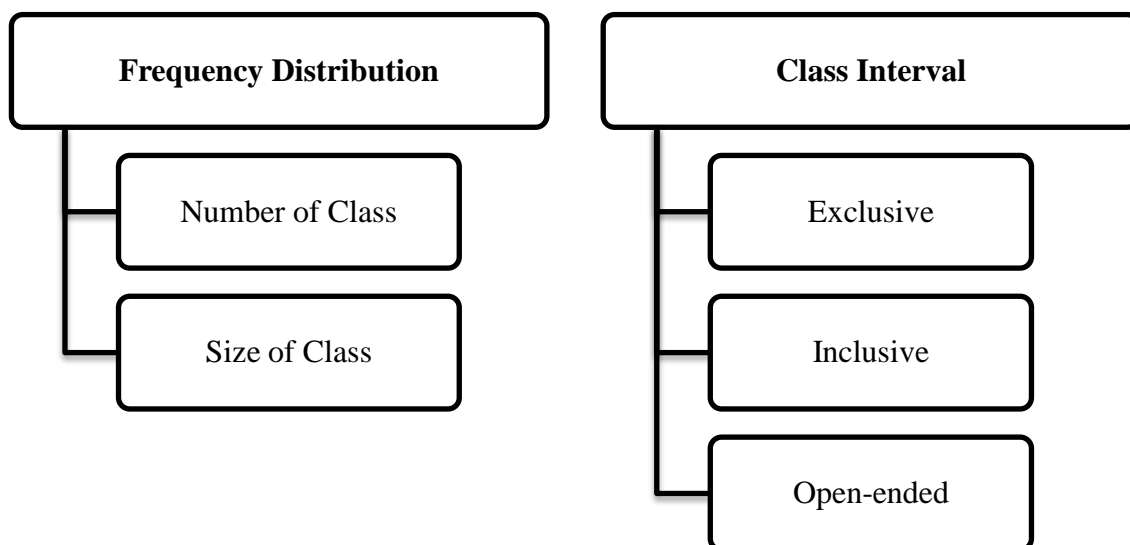 Frequency Distribution
Number of Class
Size of Class
Class Interval
Exclusive
Inclusive
Open-ended